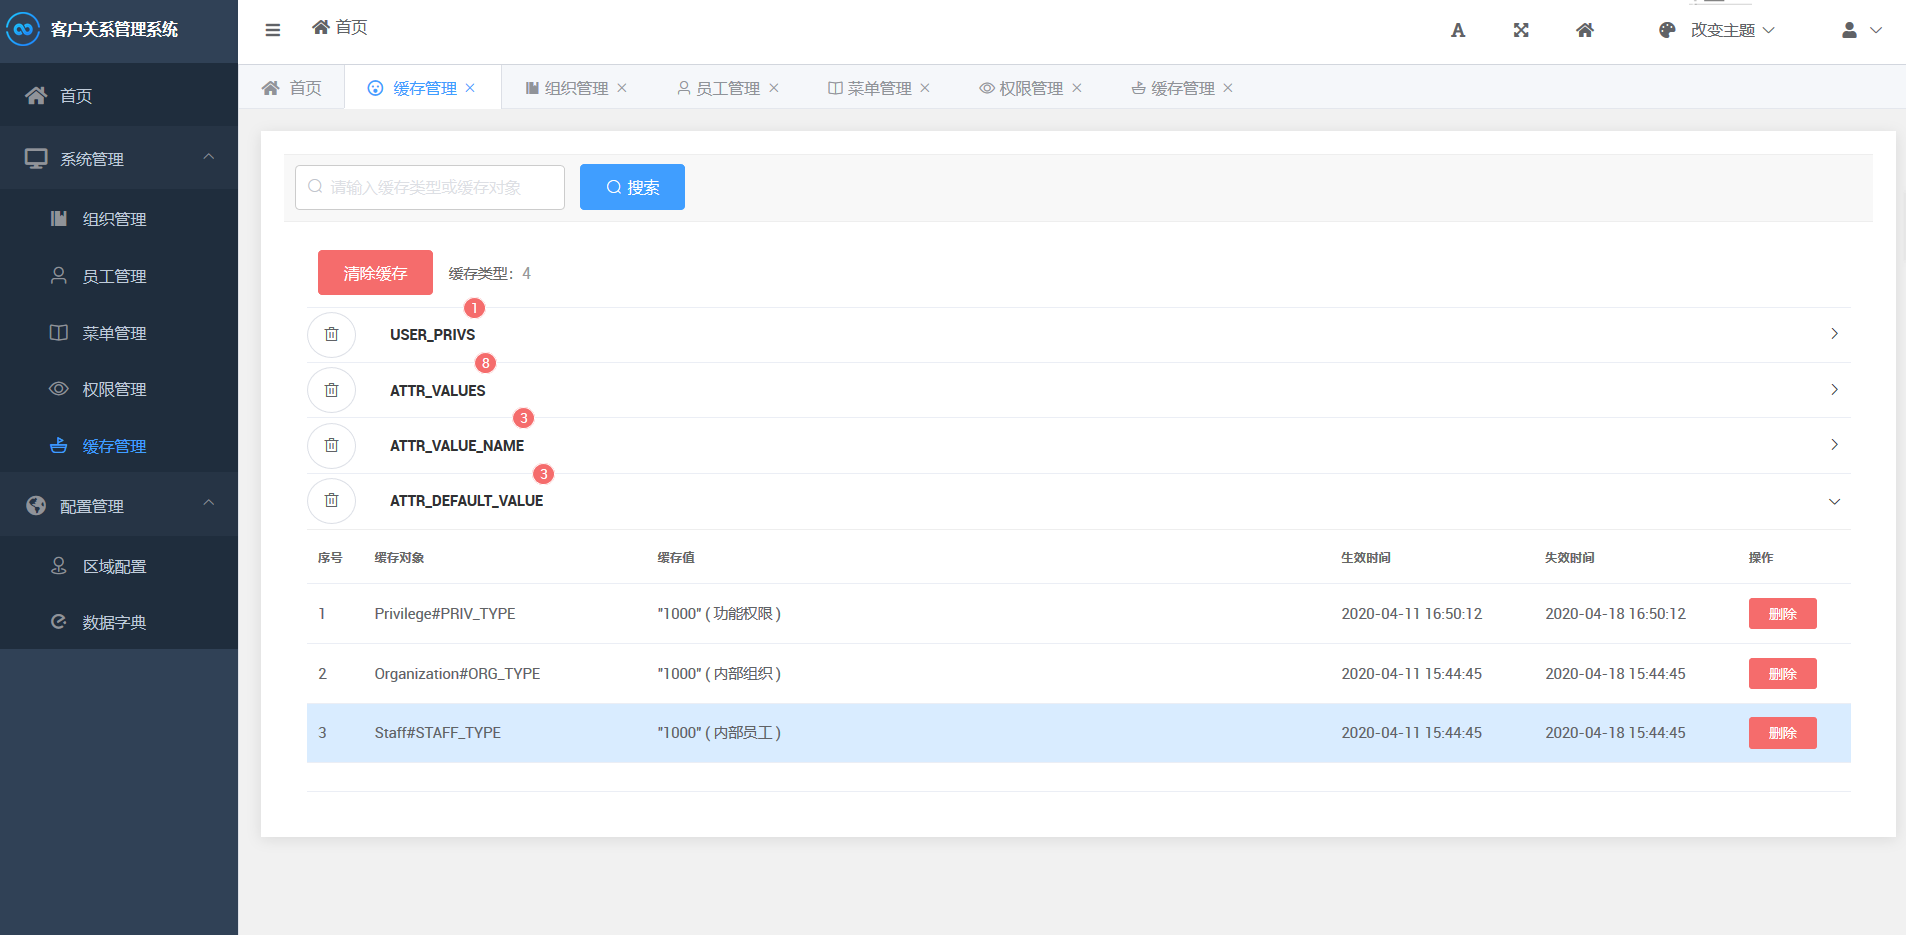 客户关系管理系统
首页
改变主题
首页
系统管理
组织管理
员工管理
菜单管理
权限管理
缓存管理
配置管理
区域配置
数据字典
首页 缓存管理 组织管理 员工管理 菜单管理 权限管理 缓存管理
请输入缓存类型或缓存对象
搜索
清除缓存 缓存类型：4
1
USER_PRIVS
8
ATTR_VALUES
3
ATTR_VALUE_NAME
3
ATTR_DEFAULT_VALUE
序号 缓存对象 缓存值 生效时间 失效时间 操作
1 Privilege#PRIV_TYPE "1000" ( 功能权限 ) 2020-04-11 16:50:12 2020-04-18 16:50:12 删除
2 Organization#ORG_TYPE "1000" ( 内部组织 ) 2020-04-11 15:44:45 2020-04-18 15:44:45 删除
3 Staff#STAFF_TYPE "1000" ( 内部员工 ) 2020-04-11 15:44:45 2020-04-18 15:44:45 删除